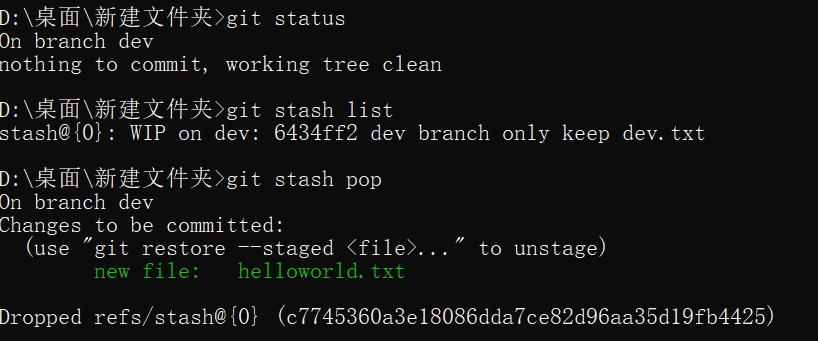 D:\桌面\新建文件夹>git status
On branch dev
nothing to commit, working tree clean
D:\桌面\新建文件夹>git stash list
stash@{0}: WIP on dev: 6434ff2 dev branch only keep dev.txt
D:\桌面\新建文件夹>git stash pop
On branch dev
Changes to be committed:
(use "git restore --staged <file>..." to unstage)
new file: helloworld.txt
Dropped refs/stash@{0} (c7745360a3e18086dda7ce82d96aa35d19fb4425)